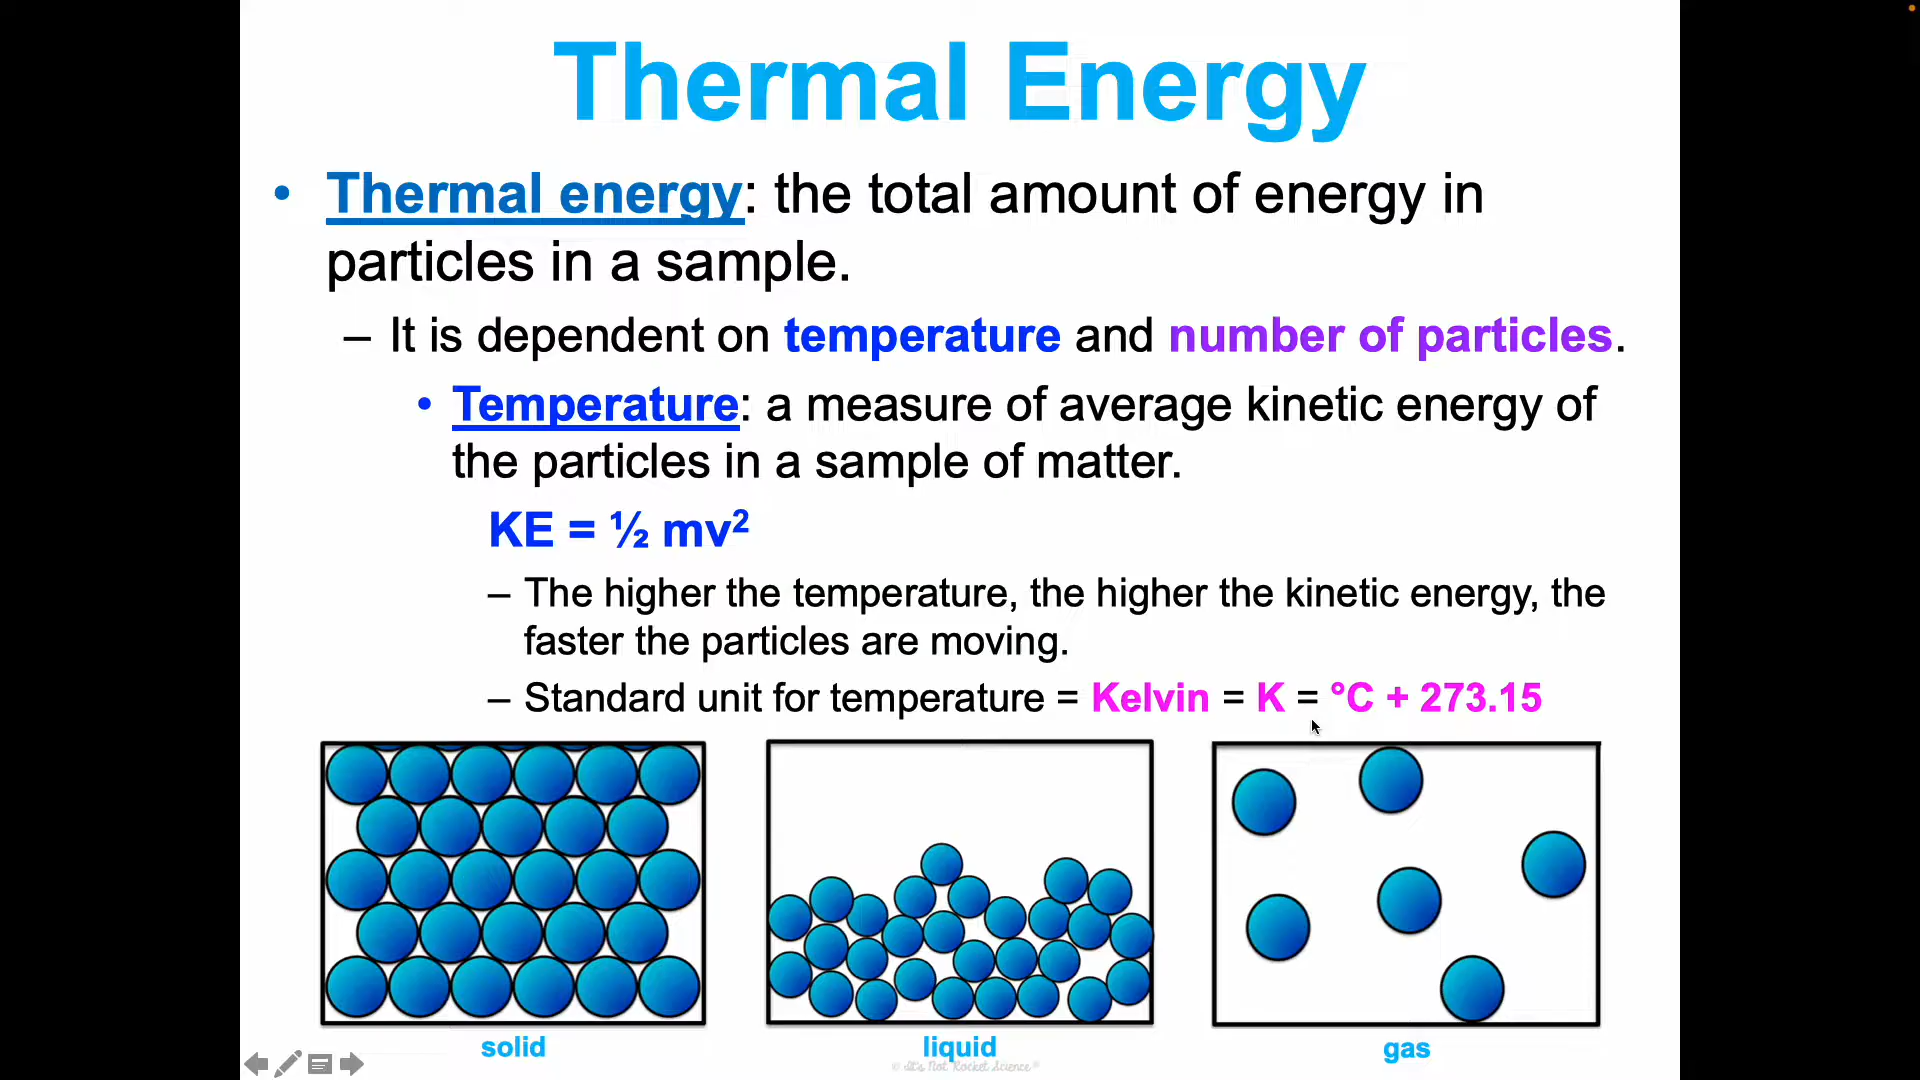 Thermal Energy
• Thermal energy: the total amount of energy in
particles in a sample.
– It is dependent on temperature and number of particles.
• Temperature: a measure of average kinetic energy of
the particles in a sample of matter.
KE = ½ mv²
– The higher the temperature, the higher the kinetic energy, the
faster the particles are moving.
– Standard unit for temperature = Kelvin = K = °C + 273.15
solid
liquid
gas
© It's Not Rocket Science®